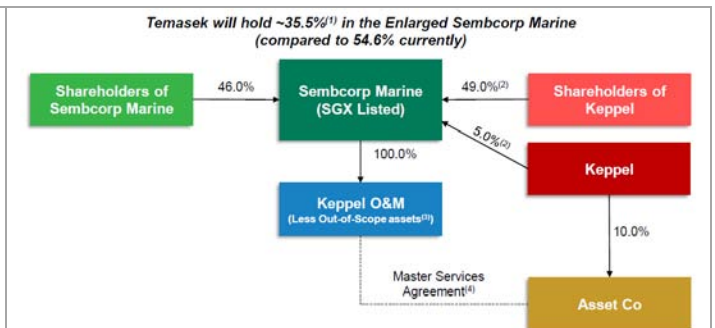 Temasek will hold ~35.5%(1) in the Enlarged Sembcorp Marine
(compared to 54.6% currently)
Shareholders of
Sembcorp Marine
46.0%
Sembcorp Marine
(SGX Listed)
49.0%(2)
Shareholders of
Keppel
5.0%(2)
Keppel
100.0%
Keppel O&M
(Less Out-of-Scope assets(3))
10.0%
Master Services
Agreement(4)
Asset Co